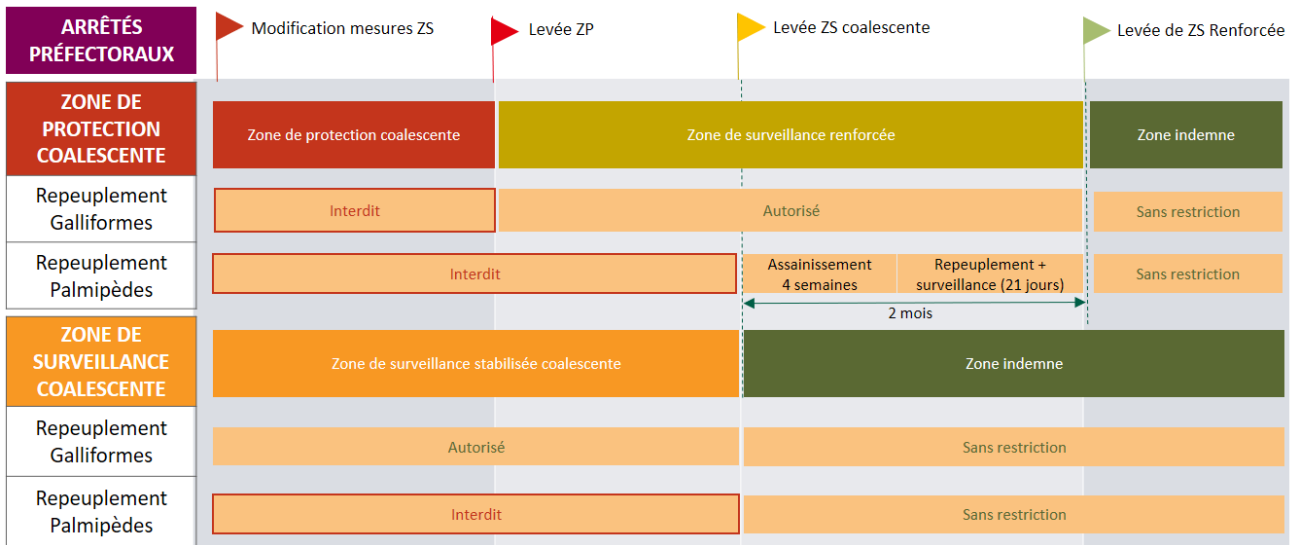 ARRÊTÉS
PRÉFECTORAUX
Modification mesures ZS
Levée ZP
Levée ZS coalescente
Levée de ZS Renforcée
ZONE DE
PROTECTION
COALESCENTE
Zone de protection coalescente
Zone de surveillance renforcée
Zone indemne
Repeuplement
Galliformes
Interdit
Autorisé
Sans restriction
Repeuplement
Palmipèdes
Interdit
Assainissement
4 semaines
Repeuplement +
surveillance (21 jours)
Sans restriction
2 mois
ZONE DE
SURVEILLANCE
COALESCENTE
Zone de surveillance stabilisée coalescente
Zone indemne
Repeuplement
Galliformes
Autorisé
Sans restriction
Repeuplement
Palmipèdes
Interdit
Sans restriction